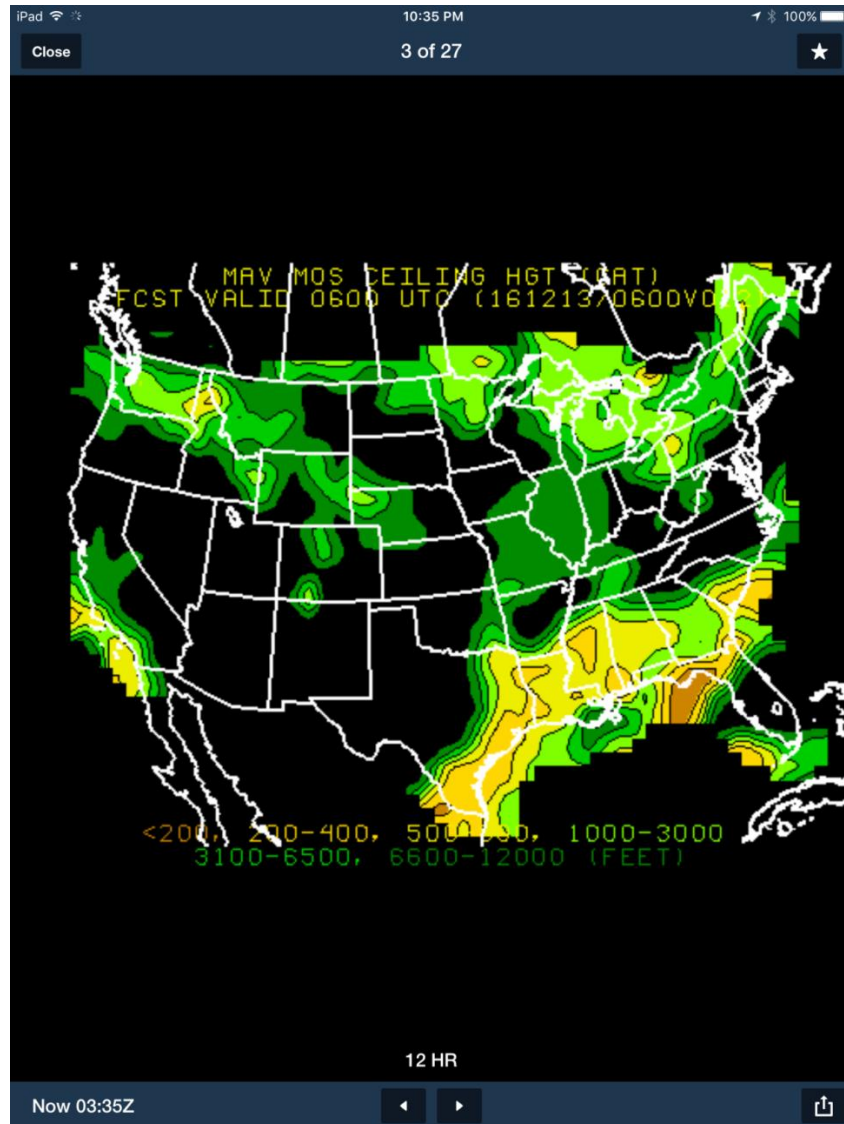 iPad
10:35 PM
100%
Close
3 of 27
MAV MOS CEILING HGT (CAT)
FCST VALID 0600 UTC (161213/0600V
<200, 200-400, 1000-3000
3100-6500, 6600-12000 (FEET)
12 HR
Now 03:35Z